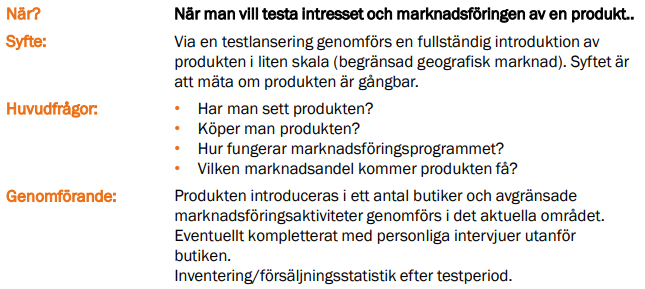 När? När man vill testa intresset och marknadsföringen av en produkt..
Syfte: Via en testlansering genomförs en fullständig introduktion av
produkten i liten skala (begränsad geografisk marknad). Syftet är
att mäta om produkten är gångbar.
Huvudfrågor: • Har man sett produkten?
• Köper man produkten?
• Hur fungerar marknadsföringsprogrammet?
• Vilken marknadsandel kommer produkten få?
Genomförande: Produkten introduceras i ett antal butiker och avgränsade
marknadsföringsaktiviteter genomförs i det aktuella området.
Eventuellt kompletterat med personliga intervjuer utanför
butiken.
Inventering/försäljningsstatistik efter testperiod.